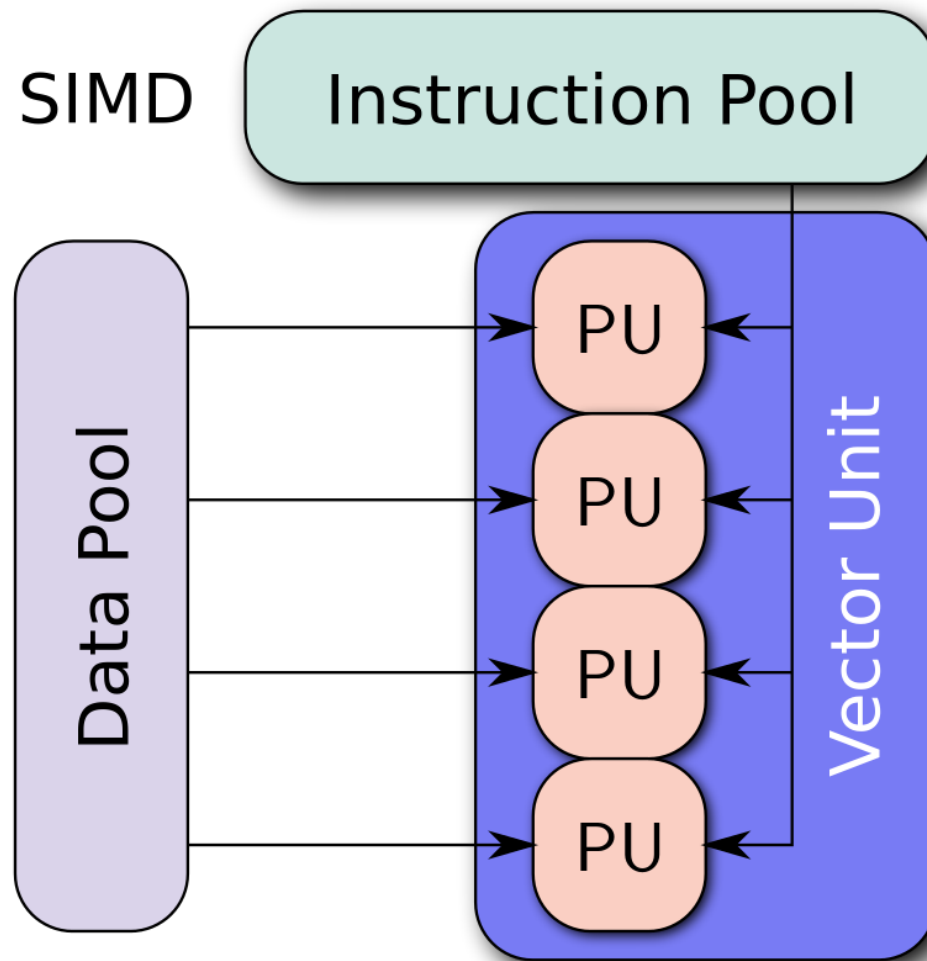 SIMD
Instruction Pool
Data Pool
PU
PU
PU
PU
Vector Unit